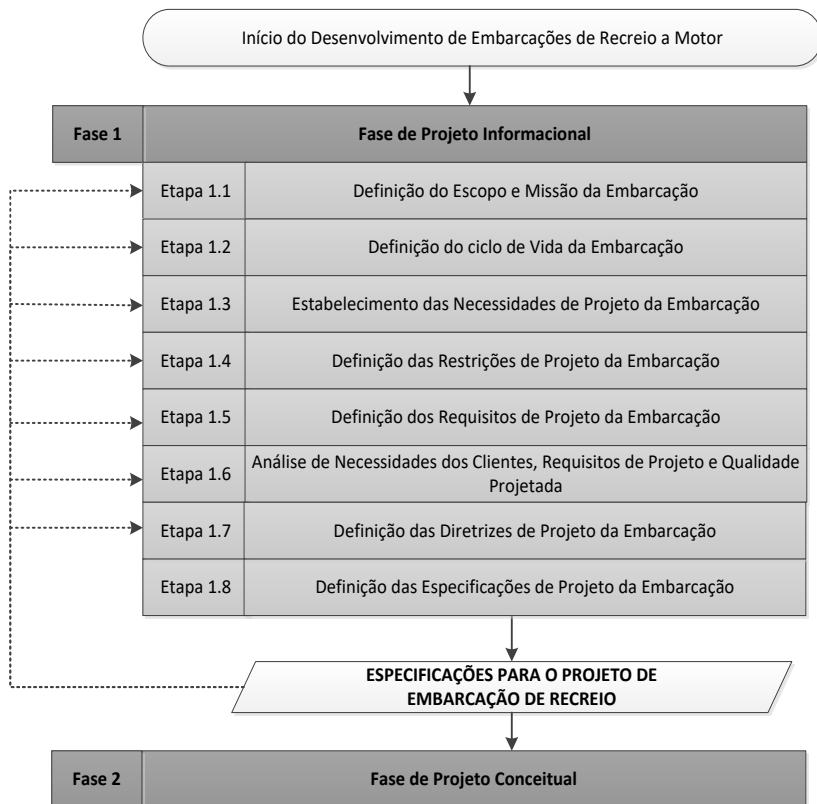 Início do Desenvolvimento de Embarcações de Recreio a Motor
Fase 1
Fase de Projeto Informacional
Etapa 1.1
Definição do Escopo e Missão da Embarcação
Etapa 1.2
Definição do ciclo de Vida da Embarcação
Etapa 1.3
Estabelecimento das Necessidades de Projeto da Embarcação
Etapa 1.4
Definição das Restrições de Projeto da Embarcação
Etapa 1.5
Definição dos Requisitos de Projeto da Embarcação
Etapa 1.6
Análise de Necessidades dos Clientes, Requisitos de Projeto e Qualidade
Projetada
Etapa 1.7
Definição das Diretrizes de Projeto da Embarcação
Etapa 1.8
Definição das Especificações de Projeto da Embarcação
ESPECIFICAÇÕES PARA O PROJETO DE
EMBARCAÇÃO DE RECREIO
Fase 2
Fase de Projeto Conceitual